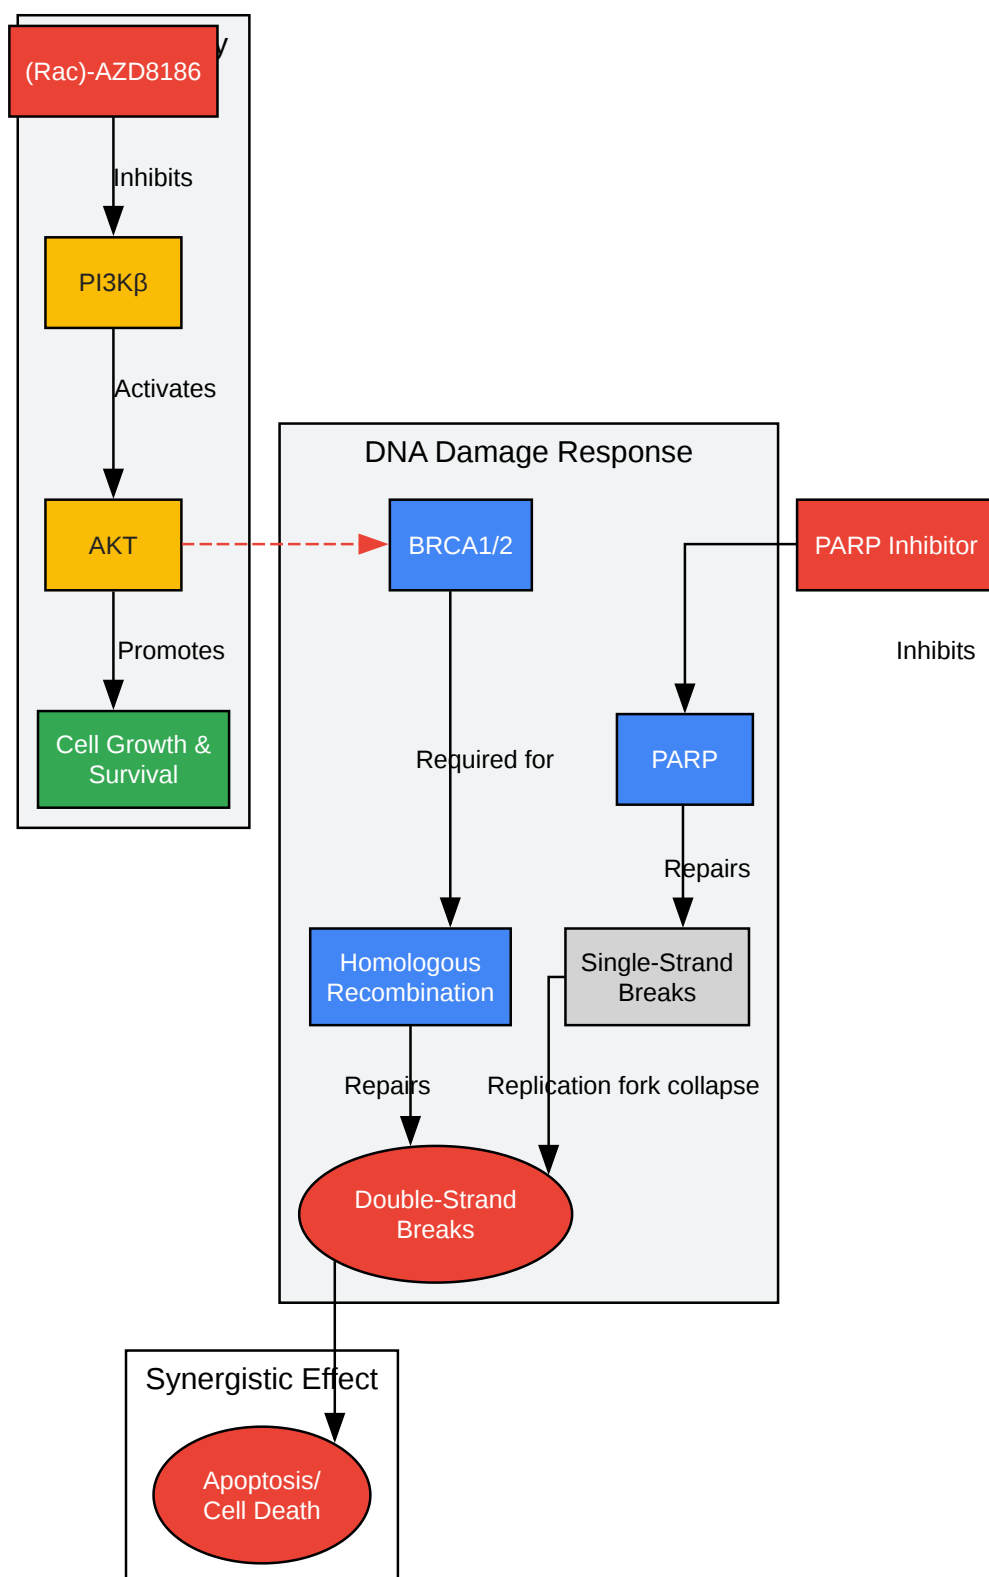 (Rac)-AZD8186
Inhibits
PI3Kβ
Activates
AKT
Promotes
Cell Growth &
Survival
DNA Damage Response
BRCA1/2
PARP Inhibitor
Inhibits
Required for
PARP
Repairs
Homologous
Recombination
Single-Strand
Breaks
Repairs
Replication fork collapse
Double-Strand
Breaks
Synergistic Effect
Apoptosis/
Cell Death